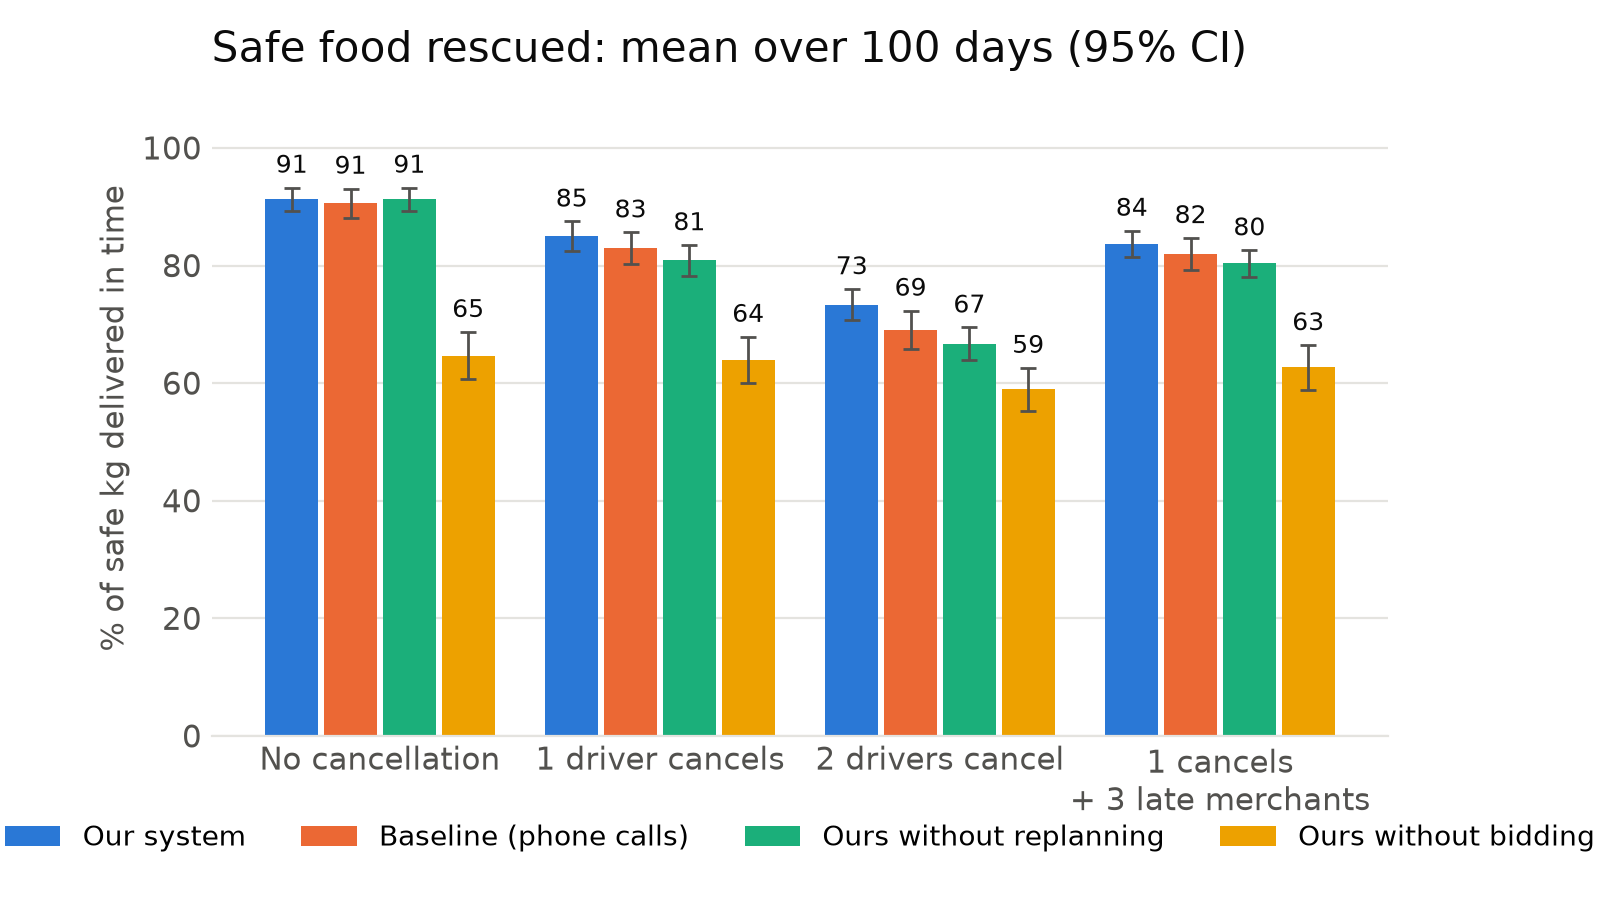 Safe food rescued: mean over 100 days (95% CI)
% of safe kg delivered in time
100
80
60
40
20
0
91 91 91 65
85 83 81 64
73 69 67 59
84 82 80 63
No cancellation 1 driver cancels 2 drivers cancel 1 cancels
+ 3 late merchants
Our system Baseline (phone calls) Ours without replanning Ours without bidding